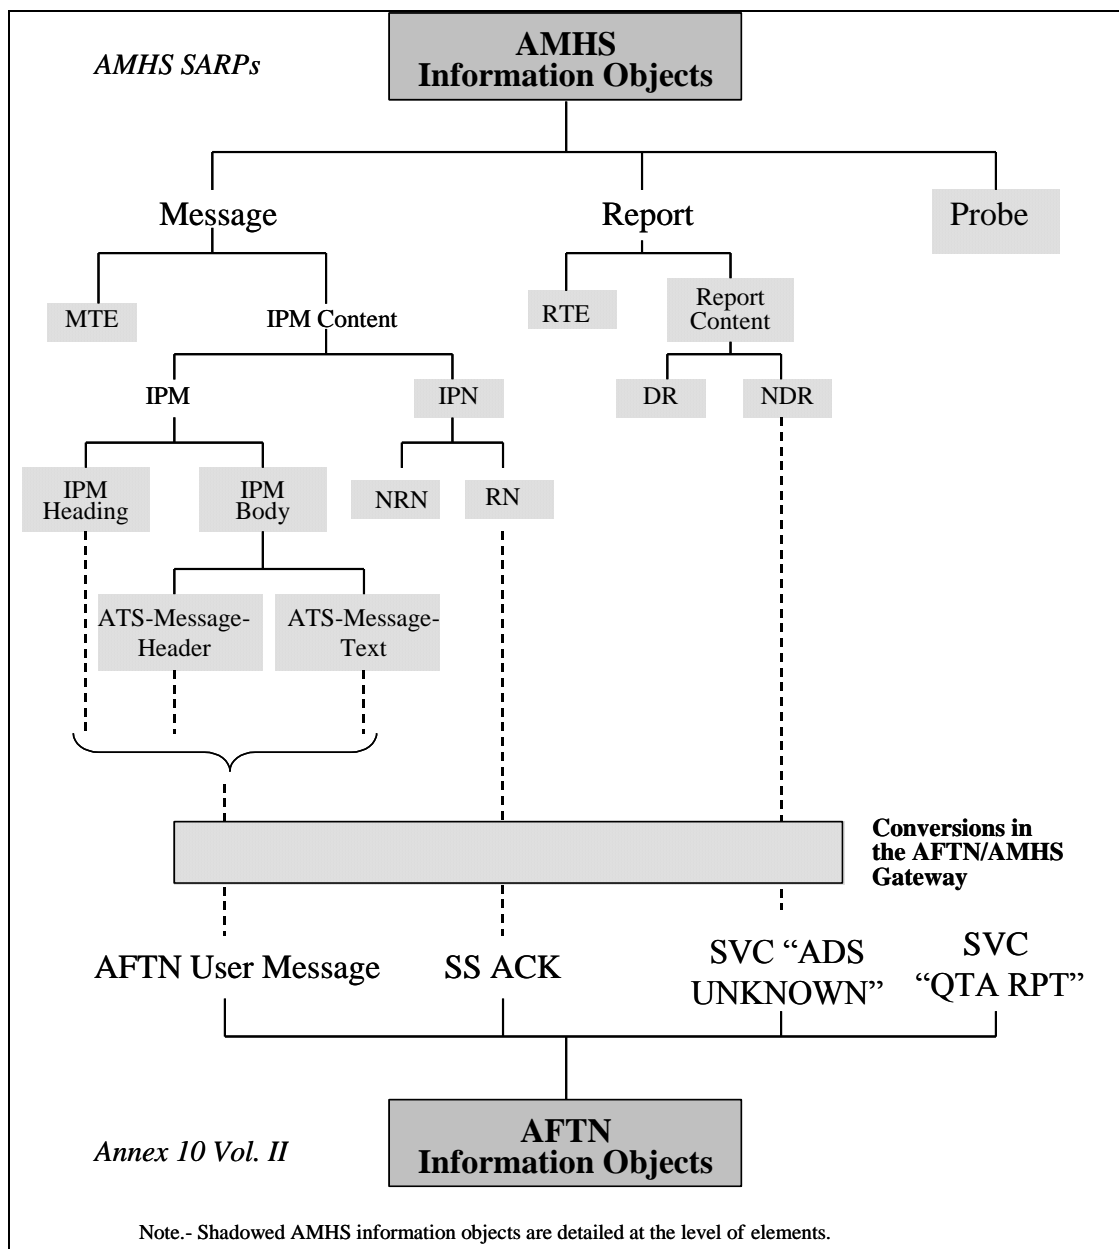 AMHS
Information Objects
AMHS SARPs
Message
Report
Probe
MTE
IPM Content
RTE
Report
Content
IPM
IPN
DR
NDR
IPM
Heading
IPM
Body
NRN
RN
ATS-Message-
Header
ATS-Message-
Text
Conversions in
the AFTN/AMHS
Gateway
AFTN User Message
SS ACK
SVC “ADS
UNKNOWN”
SVC
“QTA RPT”
AFTN
Information Objects
Annex 10 Vol. II
Note.- Shadowed AMHS information objects are detailed at the level of elements.